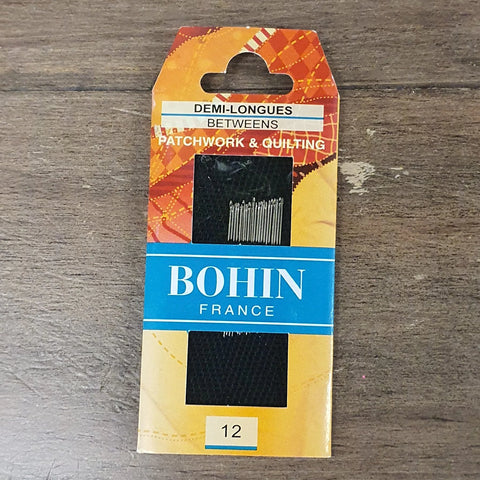 DEMI-LONGUES
BETWEENS
PATCHWORK & QUILTING
BOHIN
FRANCE
12